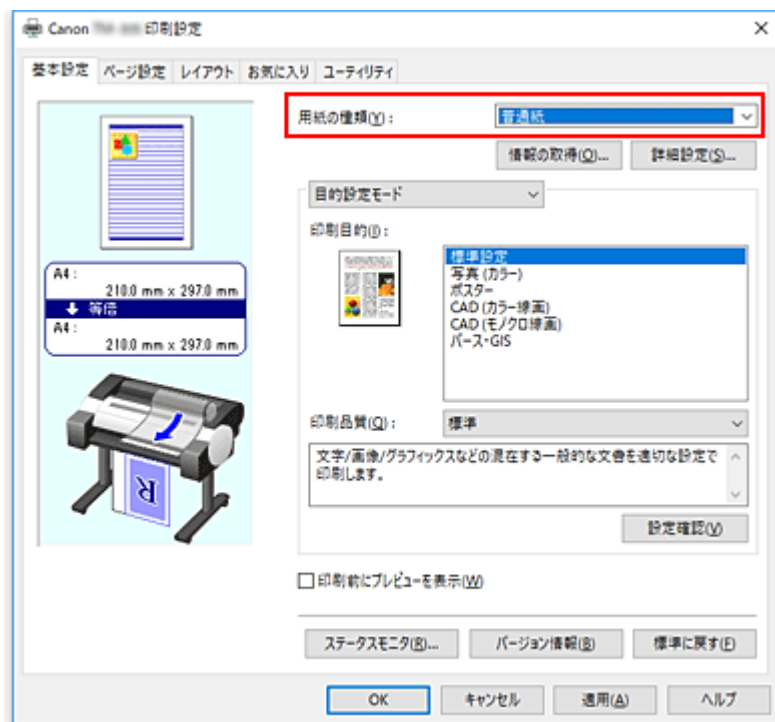 Canon 印刷設定
基本設定 ページ設定 レイアウト お気に入り ユーティリティ
用紙の種類(Y): 普通紙
情報の取得(O)... 詳細設定(S)...
目的設定モード
印刷目的(I):
標準設定
写真 (カラー)
ポスター
CAD (カラー線画)
CAD (モノクロ線画)
パース・GIS
A4 :
210.0 mm x 297.0 mm
等倍
A4 :
210.0 mm x 297.0 mm
R
印刷品質(Q): 標準
文字/画像/グラフィックスなどの混在する一般的な文書を適切な設定で
印刷します。
設定確認(V)
印刷前にプレビューを表示(W)
ステータスモニタ(R)... バージョン情報(B) 標準に戻す(F)
OK キャンセル 適用(A) ヘルプ